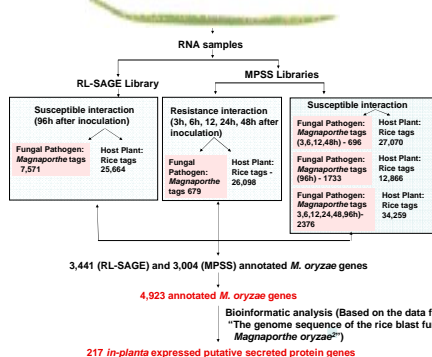 RNA samples
RL-SAGE Library
MPSS Libraries
Susceptible interaction
(96h after inoculation)
Fungal Pathogen:
Magnaporthe tags
7,571
Host Plant:
Rice tags
25,664
Resistance interaction
(3h, 6h, 12, 24h, 48h after
inoculation)
Fungal
Pathogen:
Magnaporthe
tags 679
Host Plant:
Rice tags -
26,098
Susceptible interaction
Fungal Pathogen:
Magnaporthe tags
(3,6,12,48h) - 696
Host Plant:
Rice tags
27,070
Fungal Pathogen:
Magnaporthe tags
(96h) - 1733
Host Plant:
Rice tags
12,866
Fungal Pathogen:
Magnaporthe tags
3,6,12,24,48,96h)-
2376
Host Plant:
Rice tags
34,259
3,441 (RL-SAGE) and 3,004 (MPSS) annotated M. oryzae genes
4,923 annotated M. oryzae genes
Bioinformatic analysis (Based on the data f
"The genome sequence of the rice blast fu
Magnaporthe oryzae²")
217 in-planta expressed putative secreted protein genes